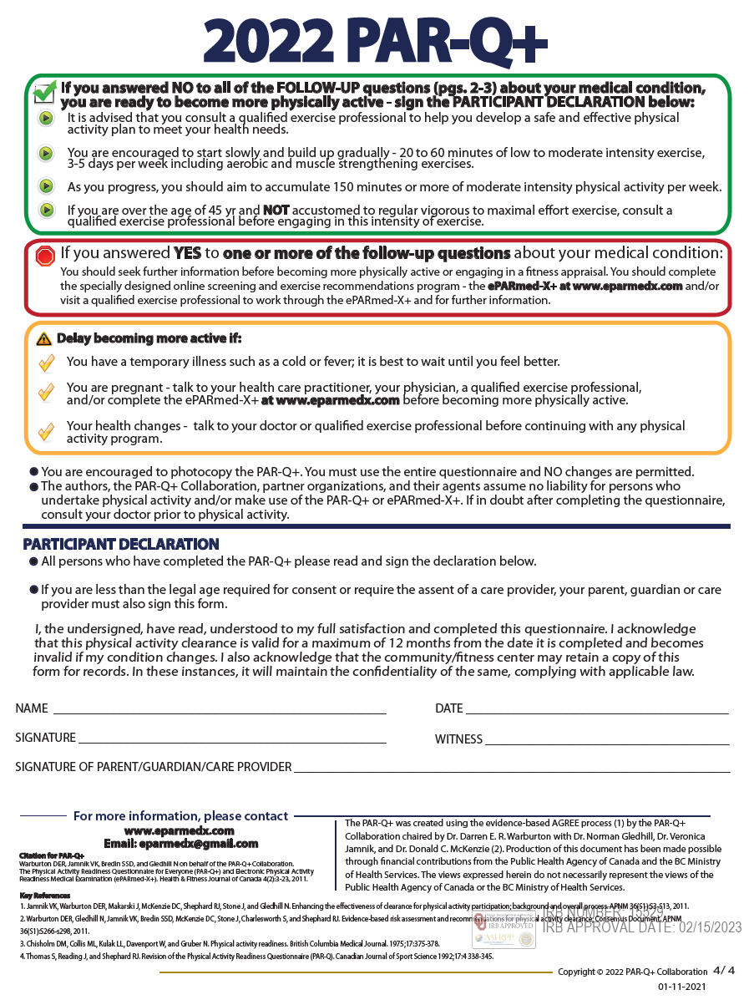 2022 PAR-Q+
If you answered NO to all of the FOLLOW-UP questions (pgs. 2-3) about your medical condition,
you are ready to become more physically active - sign the PARTICIPANT DECLARATION below:
It is advised that you consult a qualified exercise professional to help you develop a safe and effective physical
activity plan to meet your health needs.
You are encouraged to start slowly and build up gradually - 20 to 60 minutes of low to moderate intensity exercise,
3-5 days per week including aerobic and muscle strengthening exercises.
As you progress, you should aim to accumulate 150 minutes or more of moderate intensity physical activity per week.
If you are over the age of 45 yr and NOT accustomed to regular vigorous to maximal effort exercise, consult a
qualified exercise professional before engaging in this intensity of exercise.
If you answered YES to one or more of the follow-up questions about your medical condition:
You should seek further information before becoming more physically active or engaging in a fitness appraisal. You should complete
the specially designed online screening and exercise recommendations program - the ePARmed-X+ at www.eparmedx.com and/or
visit a qualified exercise professional to work through the ePARmed-X+ and for further information.
Delay becoming more active if:
You have a temporary illness such as a cold or fever; it is best to wait until you feel better.
You are pregnant - talk to your health care practitioner, your physician, a qualified exercise professional,
and/or complete the ePARmed-X+ at www.eparmedx.com before becoming more physically active.
Your health changes - talk to your doctor or qualified exercise professional before continuing with any physical
activity program.
● You are encouraged to photocopy the PAR-Q+. You must use the entire questionnaire and NO changes are permitted.
● The authors, the PAR-Q+ Collaboration, partner organizations, and their agents assume no liability for persons who
undertake physical activity and/or make use of the PAR-Q+ or ePARmed-X+. If in doubt after completing the questionnaire,
consult your doctor prior to physical activity.
PARTICIPANT DECLARATION
● All persons who have completed the PAR-Q+ please read and sign the declaration below.
● If you are less than the legal age required for consent or require the assent of a care provider, your parent, guardian or care
provider must also sign this form.
I, the undersigned, have read, understood to my full satisfaction and completed this questionnaire. I acknowledge
that this physical activity clearance is valid for a maximum of 12 months from the date it is completed and becomes
invalid if my condition changes. I also acknowledge that the community/fitness center may retain a copy of this
form for records. In these instances, it will maintain the confidentiality of the same, complying with applicable law.
NAME DATE
SIGNATURE WITNESS
SIGNATURE OF PARENT/GUARDIAN/CARE PROVIDER
For more information, please contact
www.eparmedx.com
Email: eparmedx@gmail.com
Citation for PAR-Q+
Warburton DER, Jamnik VK, Bredin SSD, and Gledhill N on behalf of the PAR-Q+ Collaboration.
The Physical Activity Readiness Questionnaire for Everyone (PAR-Q+) and Electronic Physical Activity
Readiness Medical Examination (ePARmed-X+). Health & Fitness Journal of Canada 4(2):3-23, 2011.
The PAR-Q+ was created using the evidence-based AGREE process (1) by the PAR-Q+
Collaboration chaired by Dr. Darren E. R. Warburton with Dr. Norman Gledhill, Dr. Veronica
Jamnik, and Dr. Donald C. McKenzie (2). Production of this document has been made possible
through financial contributions from the Public Health Agency of Canada and the BC Ministry
of Health Services. The views expressed herein do not necessarily represent the views of the
Public Health Agency of Canada or the BC Ministry of Health Services.
Key References
1. Jamnik VK, Warburton DER, Makarski J, McKenzie DC, Shephard RJ, Stone J, and Gledhill N. Enhancing the effectiveness of clearance for physical activity participation; background and overall process. APNM 36(S1):S3-S13, 2011.
2. Warburton DER, Gledhill N, Jamnik VK, Bredin SSD, McKenzie DC, Stone J, Charlesworth S, and Shephard RJ. Evidence-based risk assessment and recommendations for physical activity clearance; Consensus Document. APNM
36(S1):S266-s298, 2011.
3. Chisholm DM, Collis ML, Kulak LL, Davenport W, and Gruber N. Physical activity readiness. British Columbia Medical Journal. 1975;17:375-378.
4. Thomas S, Reading J, and Shephard RJ. Revision of the Physical Activity Readiness Questionnaire (PAR-Q). Canadian Journal of Sport Science 1992;17:4 338-345.
IRB APPROVED
AAHRPP
IRB NUMBER: 15529
IRB APPROVAL DATE: 02/15/2023
Copyright © 2022 PAR-Q+ Collaboration 4/ 4
01-11-2021